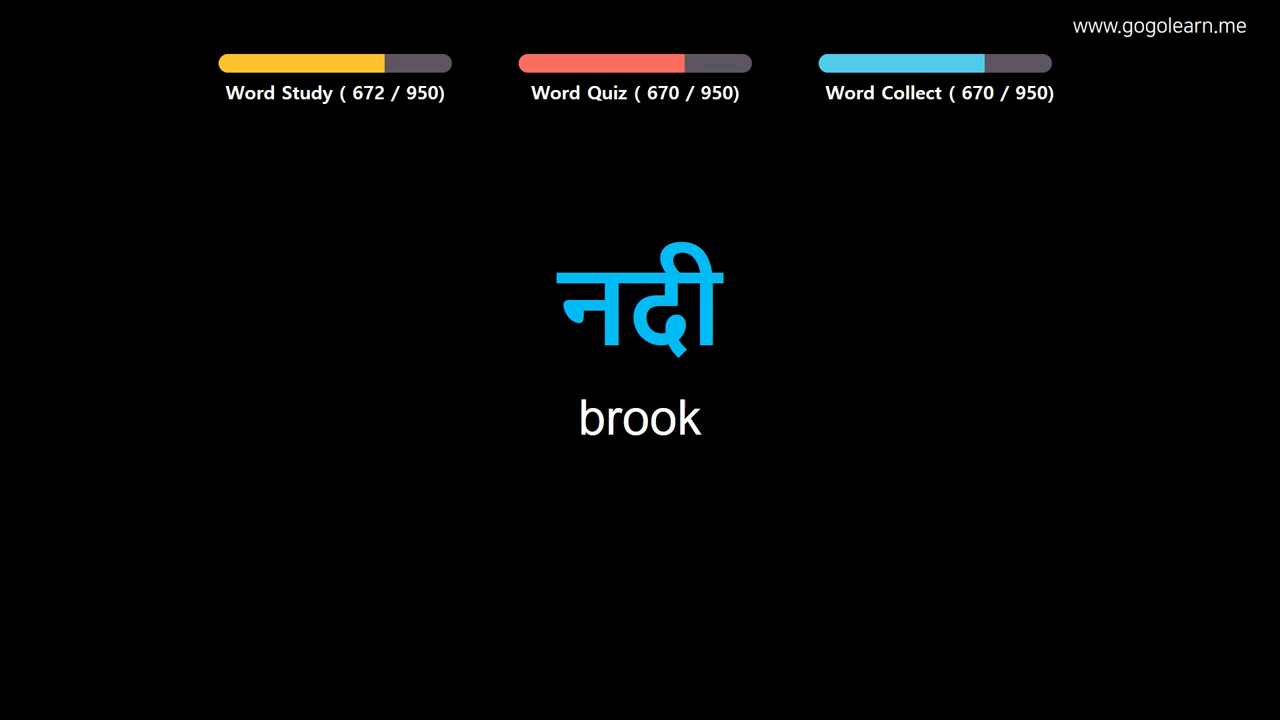 www.gogolearn.me
Word Study ( 672 / 950)
Word Quiz ( 670 / 950)
Word Collect ( 670 / 950)
नदी
brook